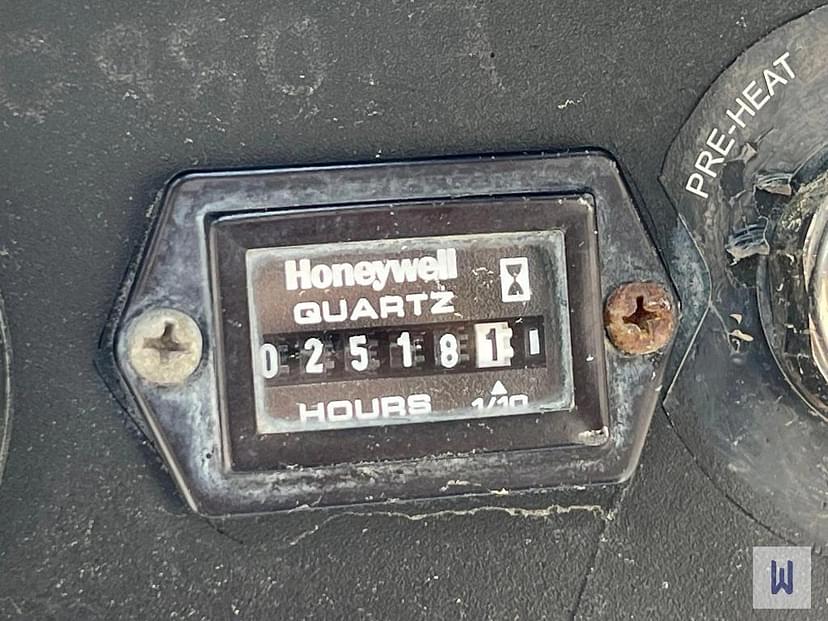 PRE-HEAT
Honeywell
QUARTZ
025181
HOURS 1/10
W